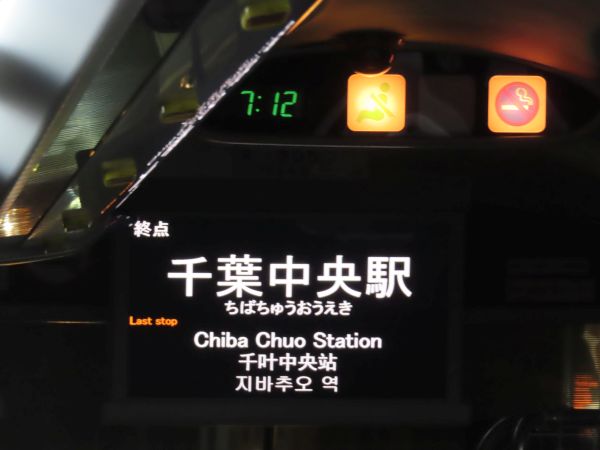 7:12
終点
千葉中央駅
ちばちゅうおうえき
Last stop
Chiba Chuo Station
千叶中央站
지바추오 역